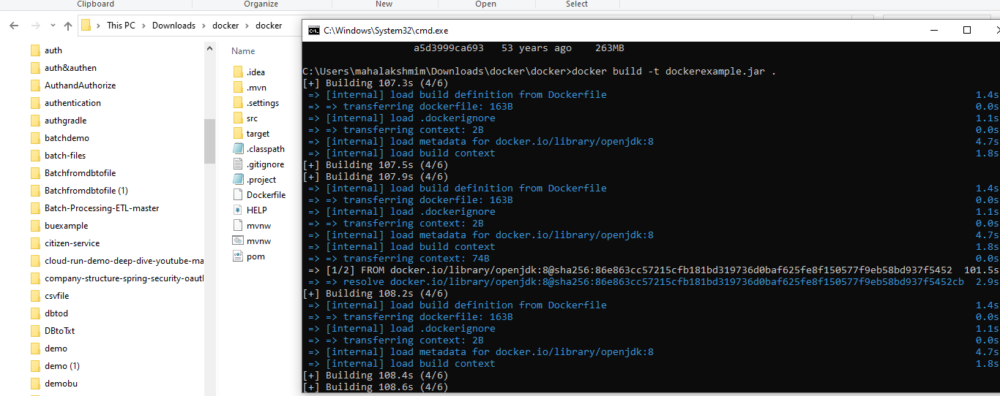 Clipboard Organize New Open Select
This PC > Downloads > docker > docker
auth
auth&authen
AuthandAuthorize
authentication
authgradle
batchdemo
batch-files
Batchfromdbtofile
Batchfromdbtofile (1)
Batch-Processing-ETL-master
buexample
citizen-service
cloud-run-demo-deep-dive-youtube-ma
company-structure-spring-security-oaut
csvfile
dbtod
DBtoTxt
demo
demo (1)
demobu
Name
.idea
.mvn
.settings
src
target
.classpath
.gitignore
.project
Dockerfile
HELP
mvnw
mvnw
pom
C:\Windows\System32\cmd.exe
a5d3999ca693 53 years ago 263MB
C:\Users\mahalakshmim\Downloads\docker\docker>docker build -t dockerexample.jar .
[+] Building 107.3s (4/6)
=> [internal] load build definition from Dockerfile 1.4s
=> => transferring dockerfile: 163B 0.0s
=> [internal] load .dockerignore 1.1s
=> => transferring context: 2B 0.0s
=> [internal] load metadata for docker.io/library/openjdk:8 4.7s
=> [internal] load build context 1.8s
[+] Building 107.5s (4/6)
[+] Building 107.9s (4/6)
=> [internal] load build definition from Dockerfile 1.4s
=> => transferring dockerfile: 163B 0.0s
=> [internal] load .dockerignore 1.1s
=> => transferring context: 2B 0.0s
=> [internal] load metadata for docker.io/library/openjdk:8 4.7s
=> [internal] load build context 1.8s
=> => transferring context: 74B 0.0s
=> [1/2] FROM docker.io/library/openjdk:8@sha256:86e863cc57215cfb181bd319736d0baf625fe8f150577f9eb58bd937f5452 101.5s
=> => resolve docker.io/library/openjdk:8@sha256:86e863cc57215cfb181bd319736d0baf625fe8f150577f9eb58bd937f5452cb 2.9s
[+] Building 108.2s (4/6)
=> [internal] load build definition from Dockerfile 1.4s
=> => transferring dockerfile: 163B 0.0s
=> [internal] load .dockerignore 1.1s
=> => transferring context: 2B 0.0s
=> [internal] load metadata for docker.io/library/openjdk:8 4.7s
=> [internal] load build context 1.8s
[+] Building 108.4s (4/6)
[+] Building 108.6s (4/6)